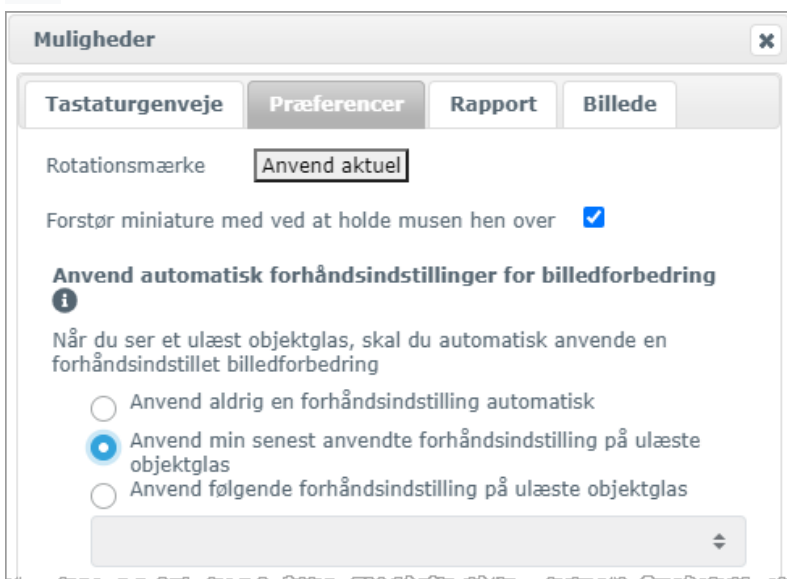 Muligheder
Tastaturgenveje Præferencer Rapport Billede
Rotationsmærke Anvend aktuel
Forstør miniature med ved at holde musen hen over
Anvend automatisk forhåndsindstillinger for billedforbedring
Når du ser et ulæst objektglas, skal du automatisk anvende en
forhåndsindstillet billedforbedring
Anvend aldrig en forhåndsindstilling automatisk
Anvend min senest anvendte forhåndsindstilling på ulæste
objektglas
Anvend følgende forhåndsindstilling på ulæste objektglas